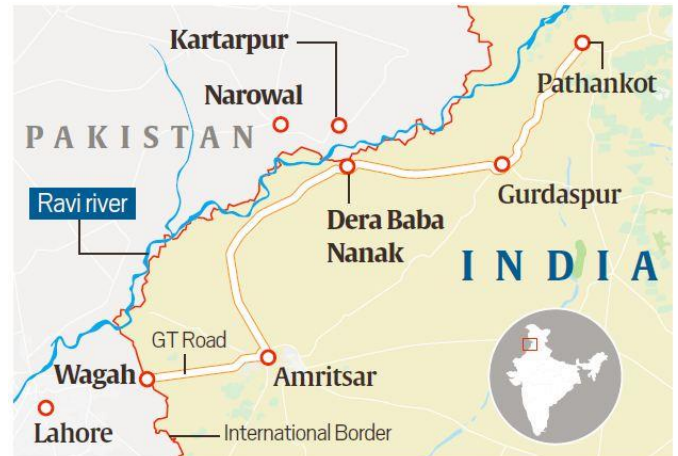 Kartarpur
Pathankot
Narowal
PAKISTAN
Ravi river
Gurdaspur
Dera Baba
Nanak
INDIA
GT Road
Wagah
Amritsar
Lahore
International Border